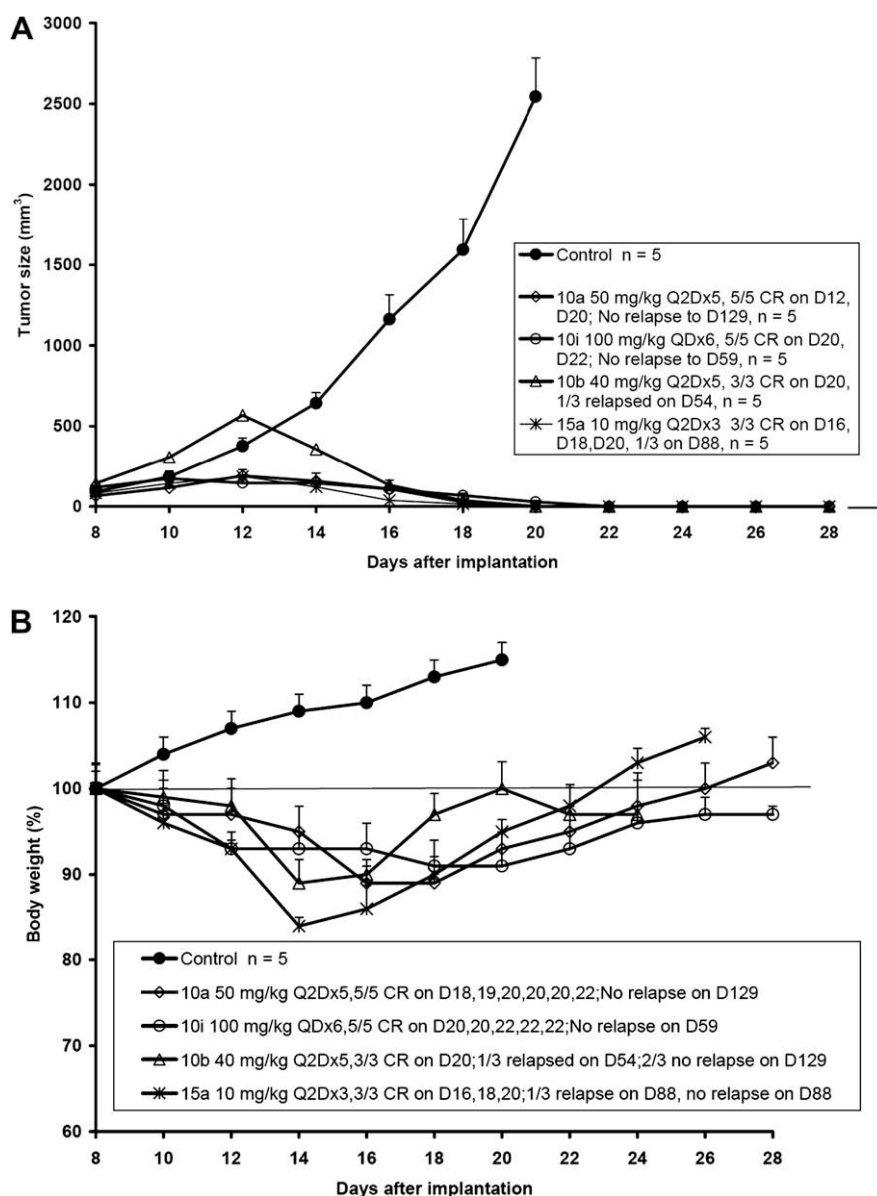 A
3000
2500
2000
1500
1000
500
0
Tumor size (mm³)
Control n = 5
10a 50 mg/kg Q2Dx5, 5/5 CR on D12,
D20; No relapse to D129, n = 5
10i 100 mg/kg QDx6, 5/5 CR on D20,
D22; No relapse to D59, n = 5
10b 40 mg/kg Q2Dx5, 3/3 CR on D20,
1/3 relapsed on D54, n = 5
15a 10 mg/kg Q2Dx3 3/3 CR on D16,
D18,D20, 1/3 on D88, n = 5
8 10 12 14 16 18 20 22 24 26 28
Days after implantation
B
120
110
100
90
80
70
60
Body weight (%)
Control n = 5
10a 50 mg/kg Q2Dx5,5/5 CR on D18,19,20,20,20,22;No relapse on D129
10i 100 mg/kg QDx6,5/5 CR on D20,20,22,22,22;No relapse on D59
10b 40 mg/kg Q2Dx5,3/3 CR on D20;1/3 relapsed on D54;2/3 no relapse on D129
15a 10 mg/kg Q2Dx3,3/3 CR on D16,18,20;1/3 relapse on D88, no relapse on D88
8 10 12 14 16 18 20 22 24 26 28
Days after implantation